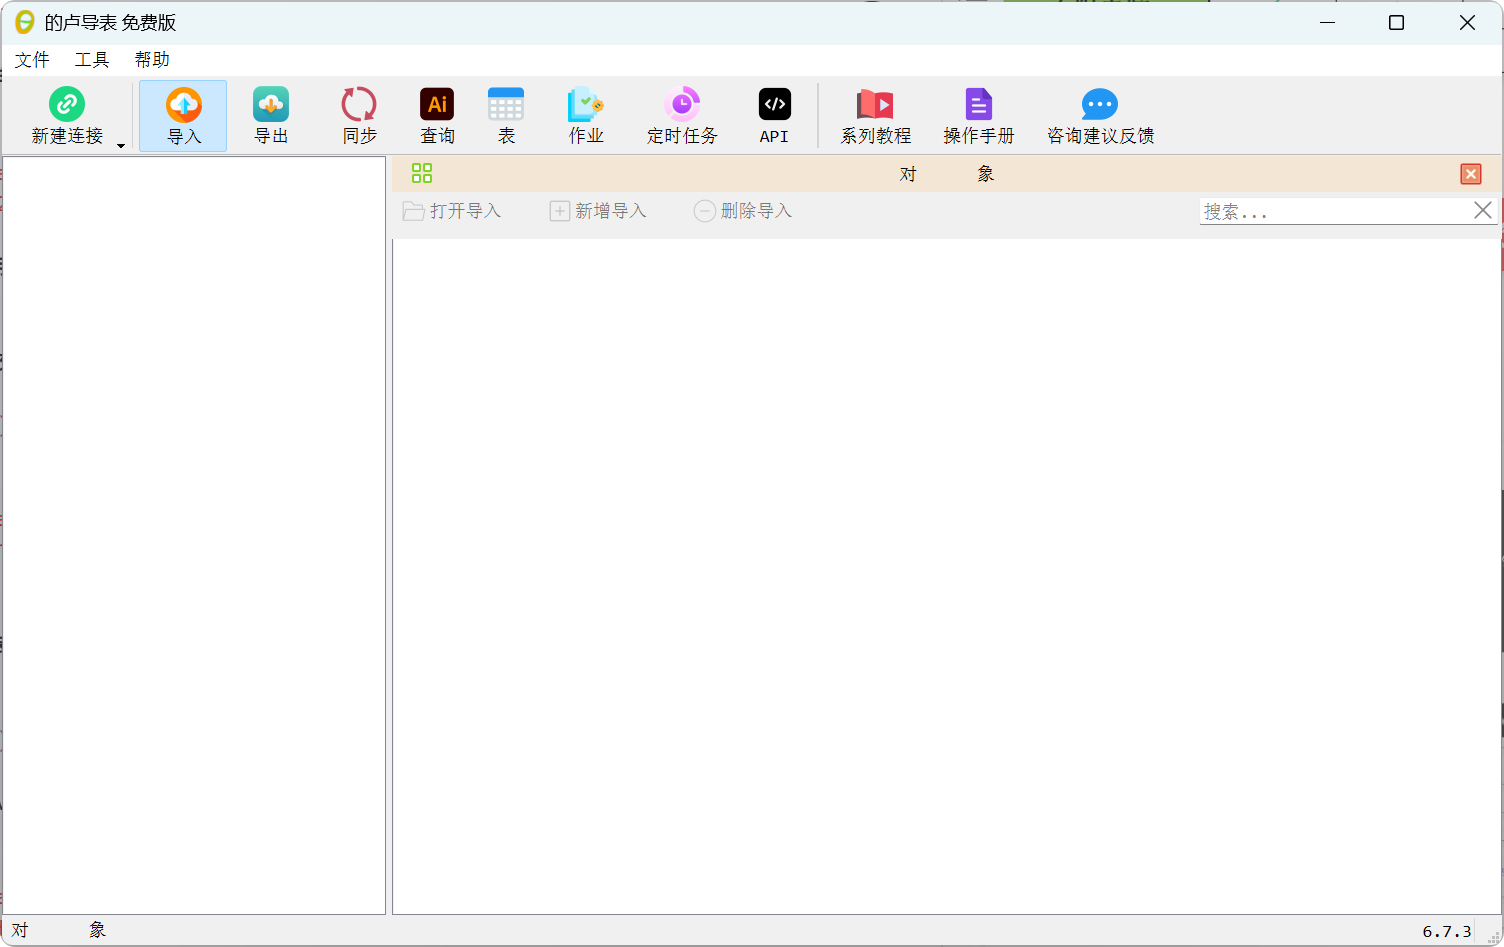 的卢导表 免费版
文件 工具 帮助
新建连接 导入 导出 同步 Ai 查询 表 作业 定时任务 API 系列教程 操作手册 咨询建议反馈
对 象
打开导入 新增导入 删除导入 搜索...
对 象 6.7.3